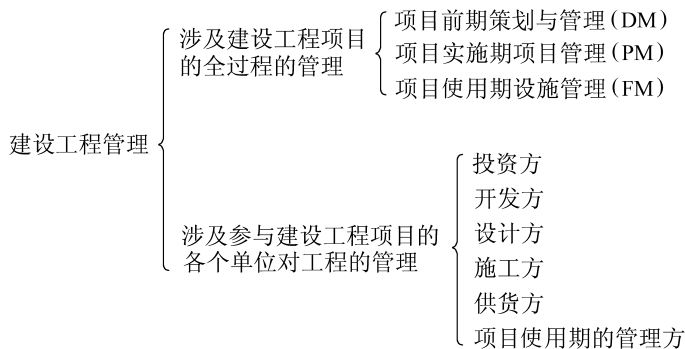 建设工程管理
涉及建设工程项目
的全过程的管理
项目前期策划与管理(DM)
项目实施期项目管理(PM)
项目使用期设施管理(FM)
涉及参与建设工程项目的
各个单位对工程的管理
投资方
开发方
设计方
施工方
供货方
项目使用期的管理方